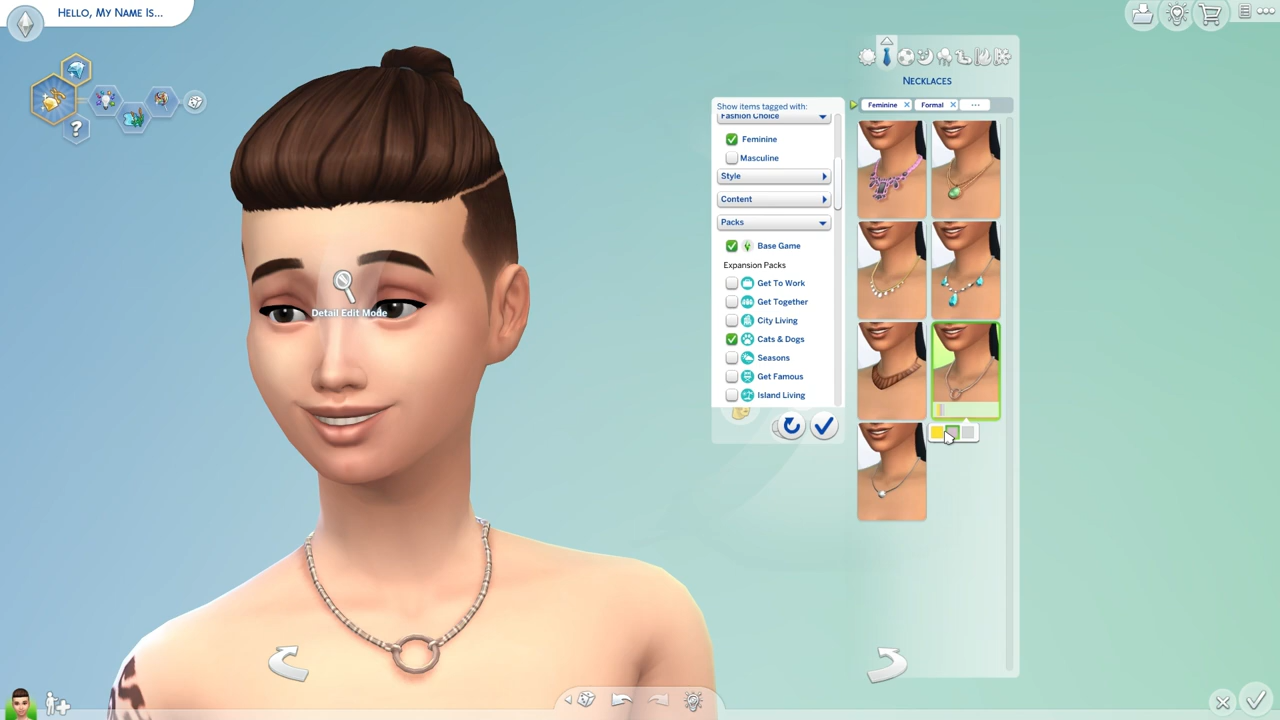 Hello, My Name Is...
Necklaces
Feminine
Formal
...
Show items tagged with:
Fashion Choice
Feminine
Masculine
Style
Content
Packs
Base Game
Expansion Packs
Get To Work
Get Together
City Living
Cats & Dogs
Seasons
Get Famous
Island Living
Detail Edit Mode
?